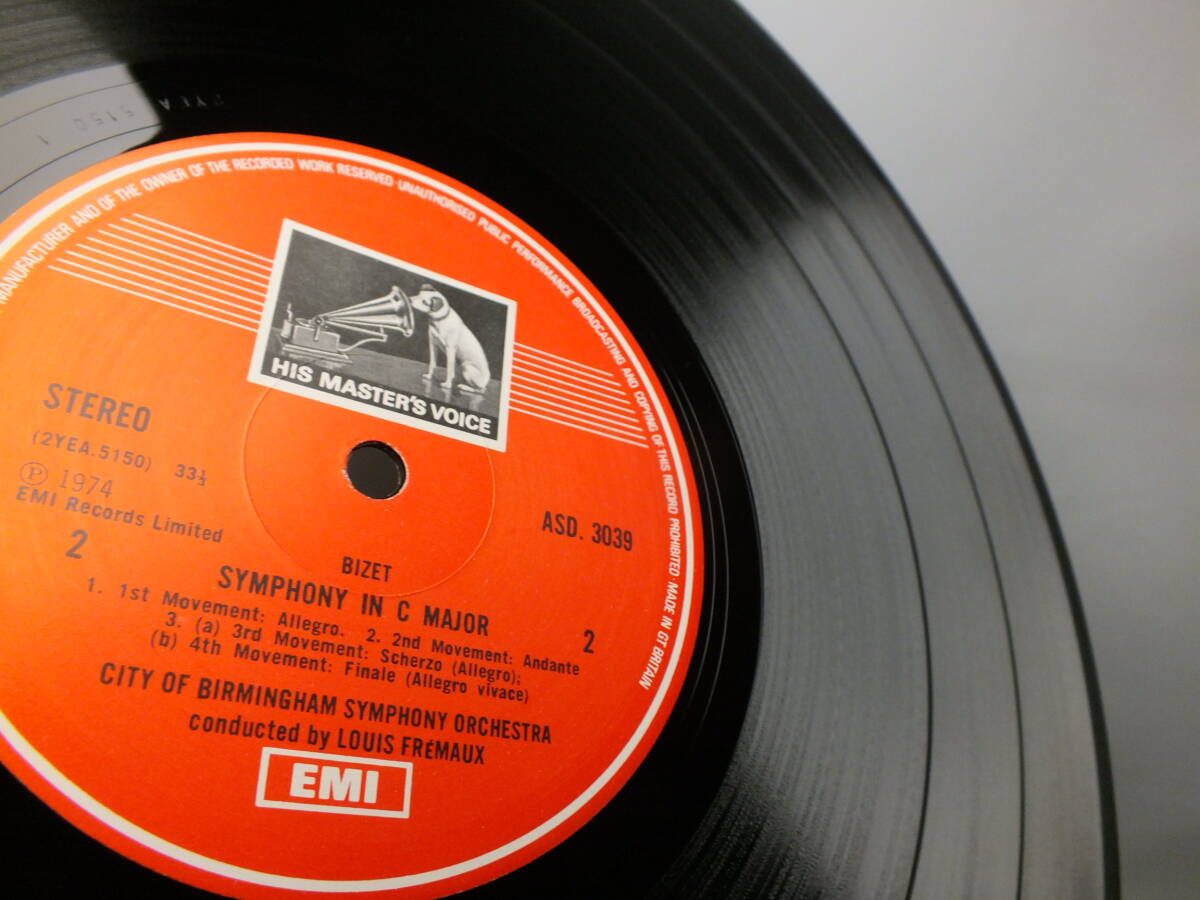 2YEA 5150 1
MANUFACTURER AND OF THE OWNER OF THE RECORDED WORK RESERVED·UNAUTHORISED PUBLIC PERFORMANCE BROADCASTING AND COPYING OF THIS RECORD PROHIBITED·MADE IN GT BRITAIN
HIS MASTER'S VOICE
STEREO
(2YEA.5150) 33⅓
Ⓟ 1974
EMI Records Limited
ASD. 3039
2
2
BIZET
SYMPHONY IN C MAJOR
1. 1st Movement: Allegro. 2. 2nd Movement: Andante
3. (a) 3rd Movement: Scherzo (Allegro);
(b) 4th Movement: Finale (Allegro vivace)
CITY OF BIRMINGHAM SYMPHONY ORCHESTRA
conducted by LOUIS FRéMAUX
EMI